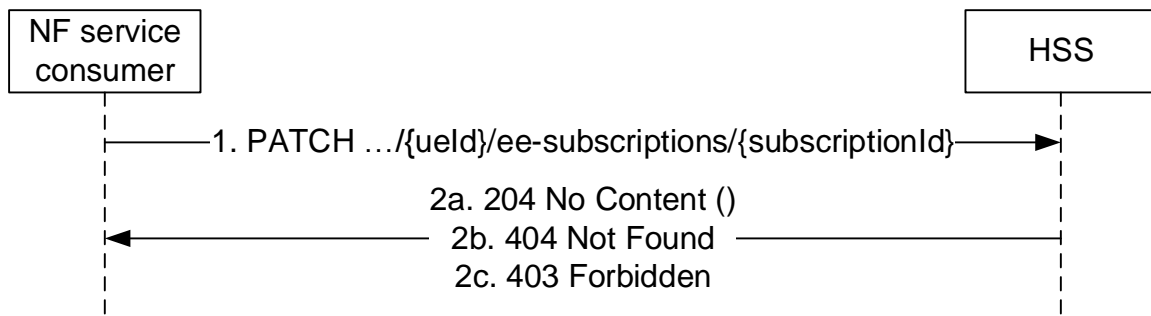 NF service
consumer
HSS
1. PATCH …/{ueId}/ee-subscriptions/{subscriptionId}
2a. 204 No Content ()
2b. 404 Not Found
2c. 403 Forbidden